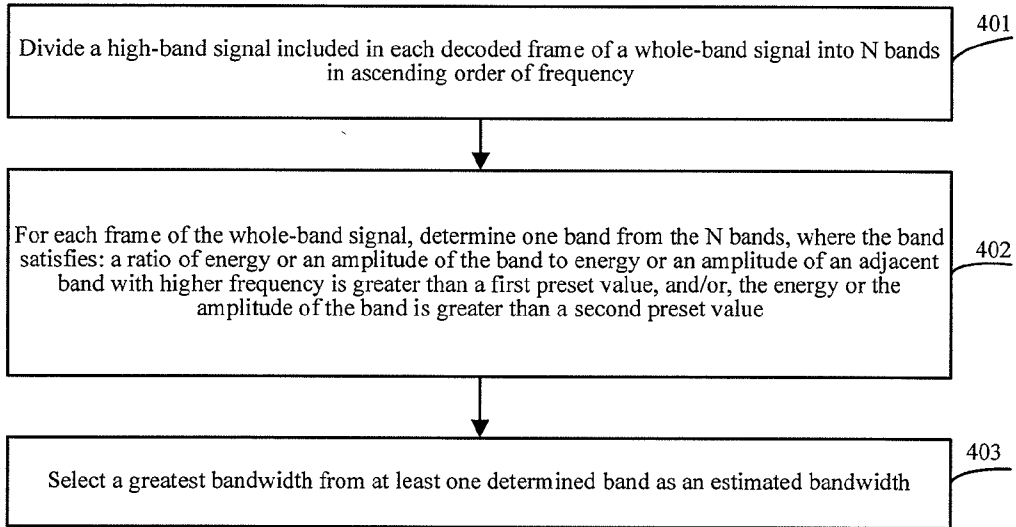 401
Divide a high-band signal included in each decoded frame of a whole-band signal into N bands
in ascending order of frequency
For each frame of the whole-band signal, determine one band from the N bands, where the band
satisfies: a ratio of energy or an amplitude of the band to energy or an amplitude of an adjacent
band with higher frequency is greater than a first preset value, and/or, the energy or the
amplitude of the band is greater than a second preset value
402
Select a greatest bandwidth from at least one determined band as an estimated bandwidth
403